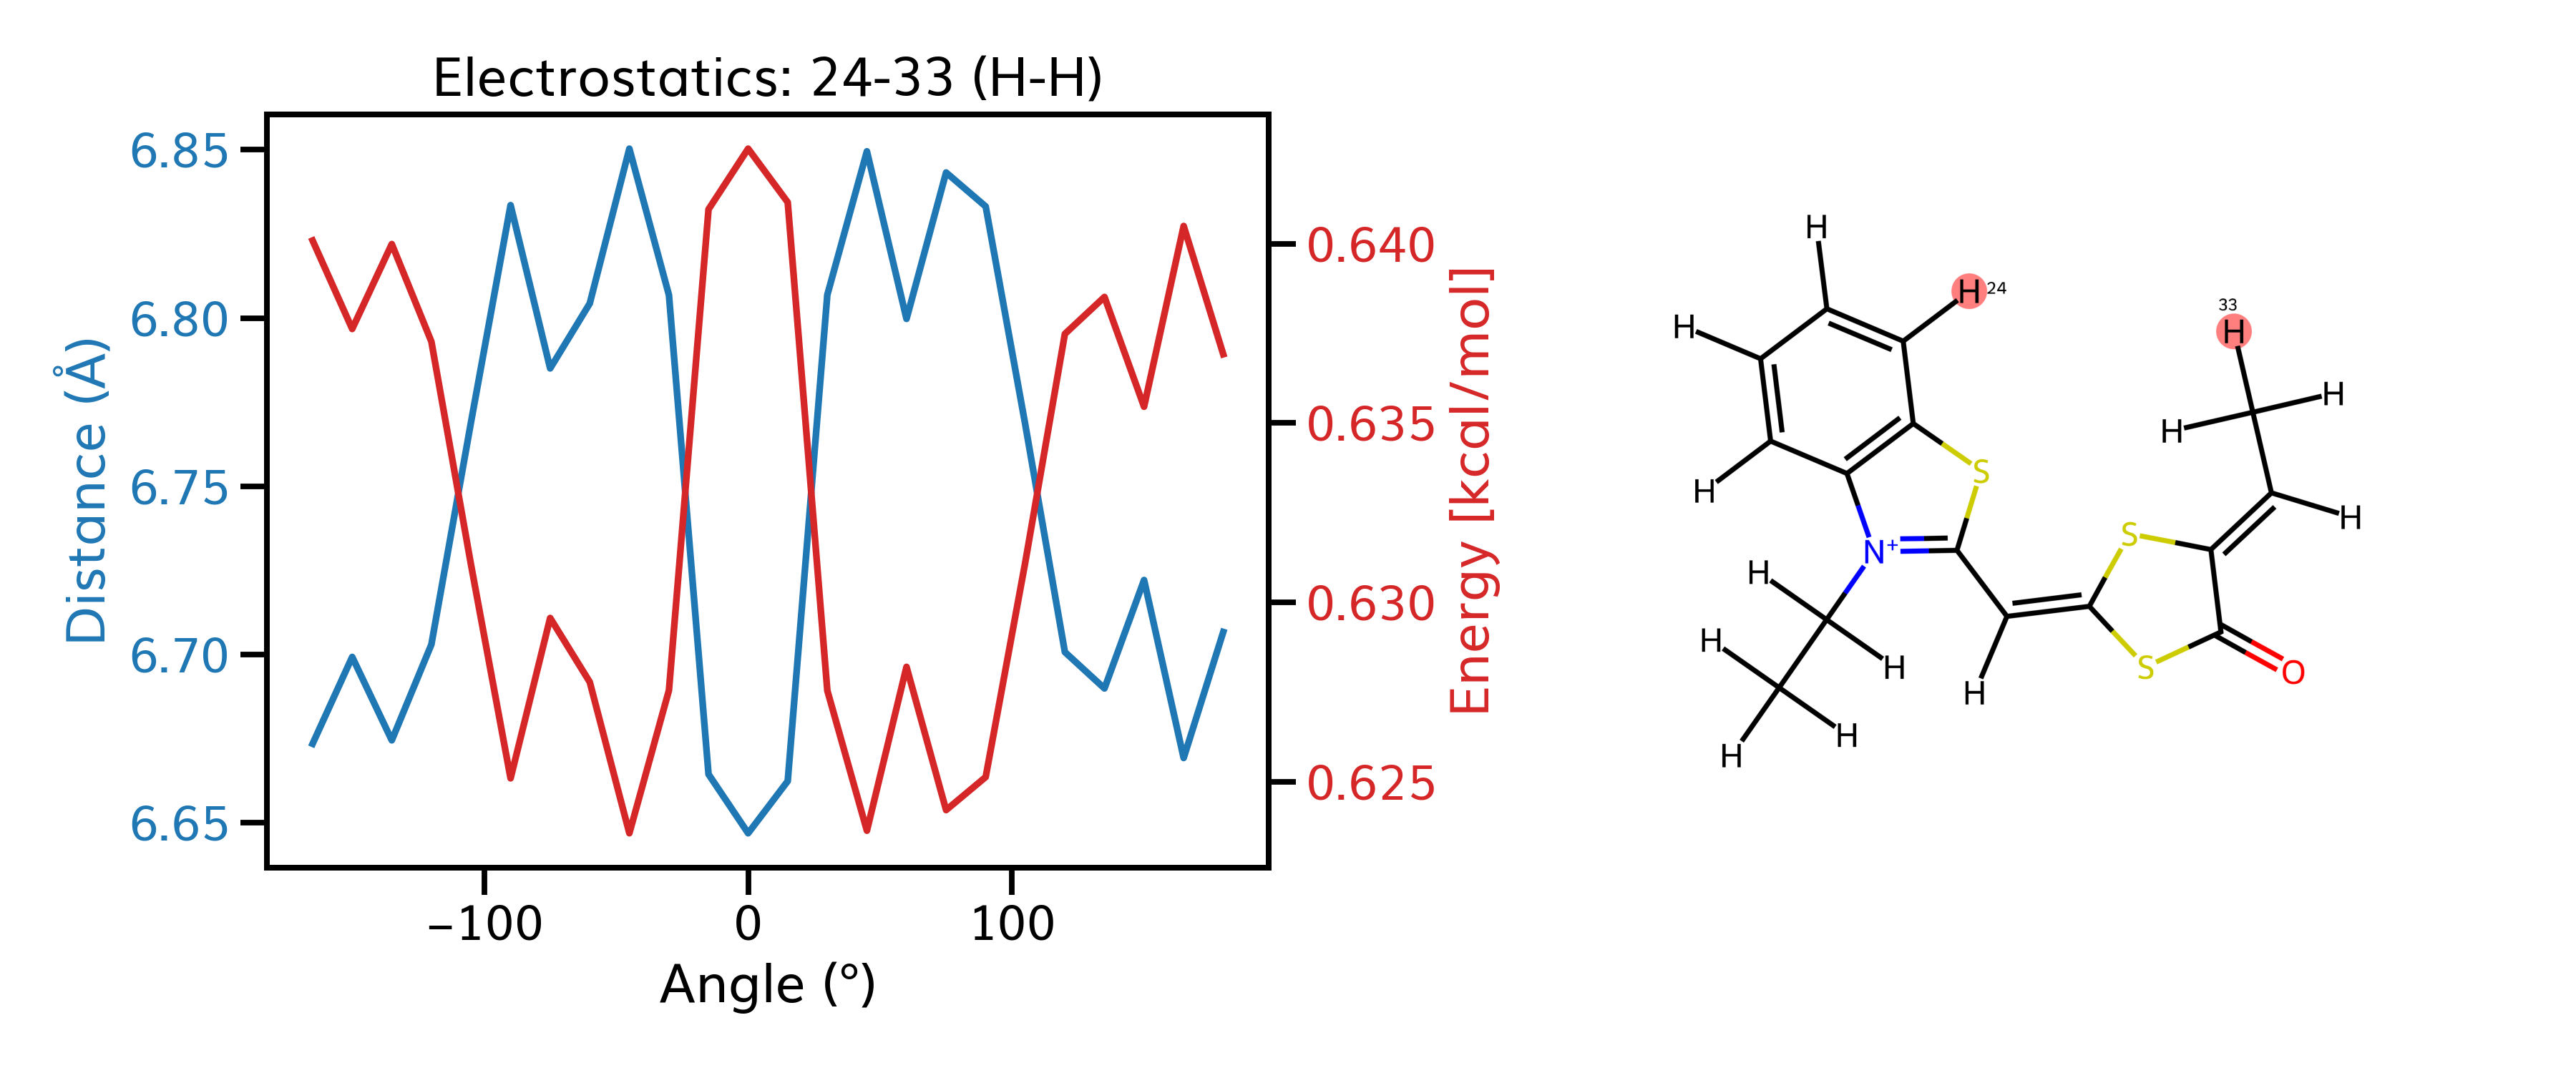 Electrostatics: 24-33 (H-H)
6.85
6.80
6.75
6.70
6.65
Distance (Å)
0.640
0.635
0.630
0.625
Energy [kcal/mol]
−100 0 100
Angle (°)
H
H 24
33
H
H
H
H
S
H
H
S
N+
H
H
H
S
H
O
H
H